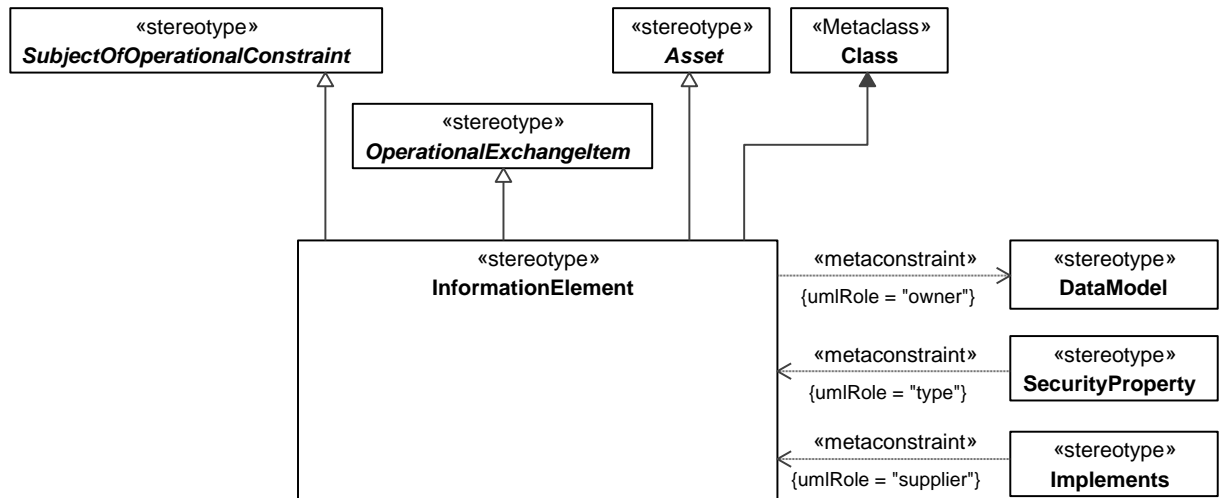 «stereotype»
SubjectOfOperationalConstraint
«stereotype»
Asset
«Metaclass»
Class
«stereotype»
OperationalExchangeItem
«stereotype»
InformationElement
«metaconstraint»
{umlRole = "owner"}
«stereotype»
DataModel
«metaconstraint»
{umlRole = "type"}
«stereotype»
SecurityProperty
«metaconstraint»
{umlRole = "supplier"}
«stereotype»
Implements